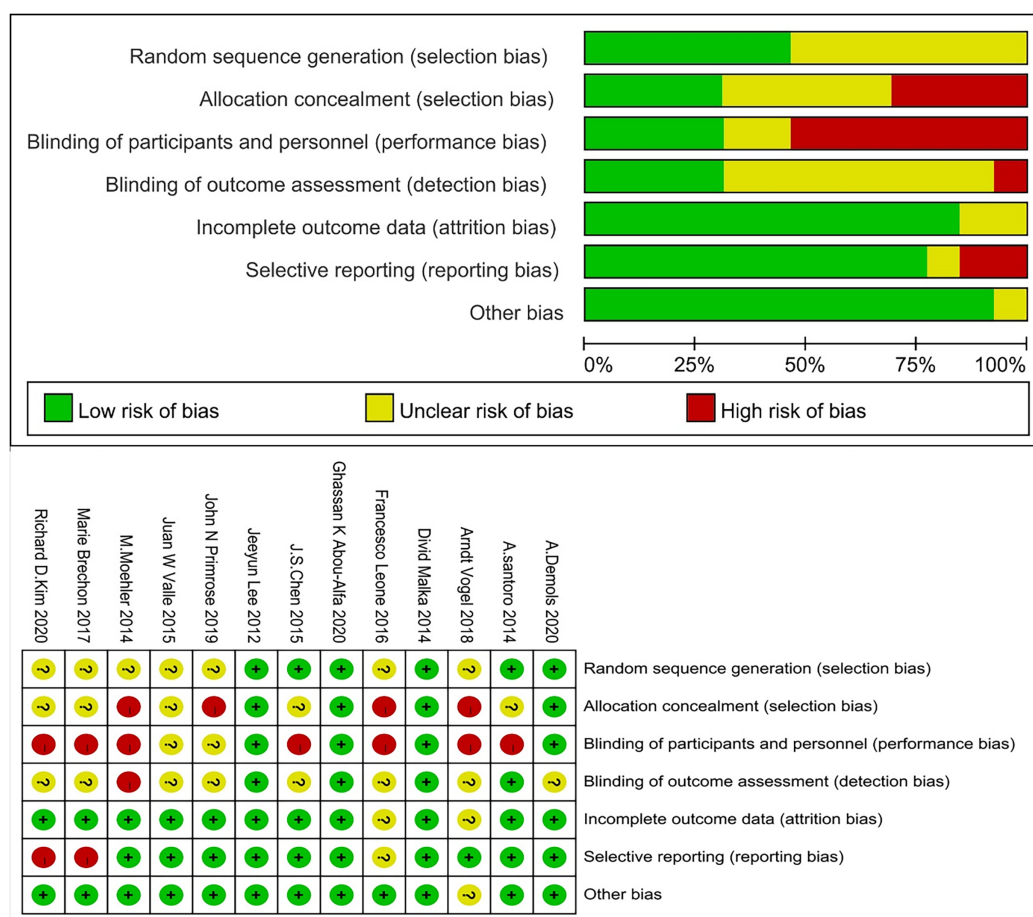 Random sequence generation (selection bias)
Allocation concealment (selection bias)
Blinding of participants and personnel (performance bias)
Blinding of outcome assessment (detection bias)
Incomplete outcome data (attrition bias)
Selective reporting (reporting bias)
Other bias
0% 25% 50% 75% 100%
Low risk of bias Unclear risk of bias High risk of bias
Richard D.Kim 2020
Marie Brechon 2017
M.Moehler 2014
Juan W Valle 2015
John N Primrose 2019
Jeeyun Lee 2012
J.S.Chen 2015
Ghassan K Abou-Alfa 2020
Francesco Leone 2016
Divid Malka 2014
Arndt Vogel 2018
A.santoro 2014
A.Demols 2020
? ? ? ? ? + + + ? + ? + + Random sequence generation (selection bias)
? ? – ? – + ? + – + – ? + Allocation concealment (selection bias)
– – – ? ? + – + – + – – + Blinding of participants and personnel (performance bias)
? ? – ? ? + ? + ? + ? + ? Blinding of outcome assessment (detection bias)
+ + + + + + + + ? + ? + + Incomplete outcome data (attrition bias)
– – + + + + + + ? + + + + Selective reporting (reporting bias)
+ + + + + + + + + + ? + + Other bias